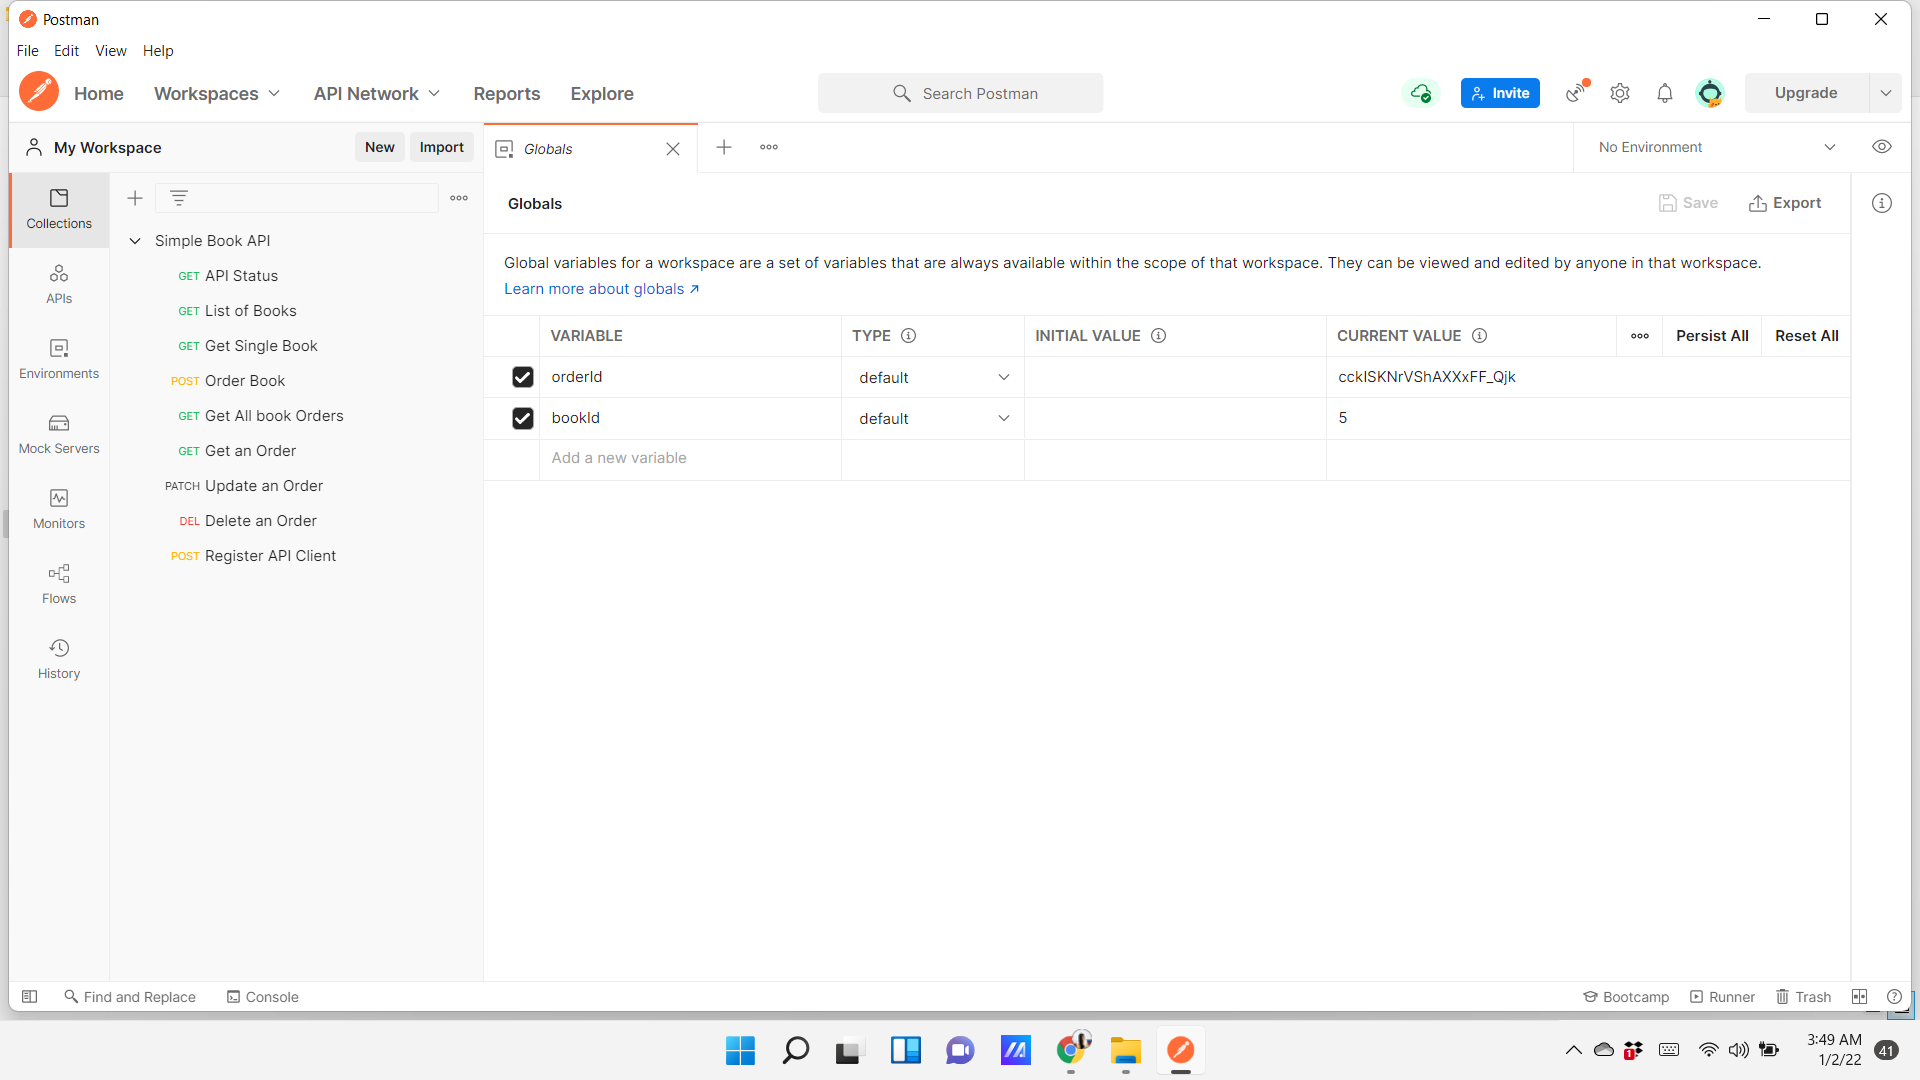 Postman
File Edit View Help
Home Workspaces API Network Reports Explore
Search Postman
Invite
Upgrade
My Workspace
New Import
Globals
No Environment
Collections
APIs
Environments
Mock Servers
Monitors
Flows
History
Simple Book API
GET API Status
GET List of Books
GET Get Single Book
POST Order Book
GET Get All book Orders
GET Get an Order
PATCH Update an Order
DEL Delete an Order
POST Register API Client
Globals
Save Export
Global variables for a workspace are a set of variables that are always available within the scope of that workspace. They can be viewed and edited by anyone in that workspace.
Learn more about globals ↗
VARIABLE TYPE INITIAL VALUE CURRENT VALUE Persist All Reset All
orderId default cckISKNrVShAXXxFF_Qjk
bookId default 5
Add a new variable
Find and Replace Console
Bootcamp Runner Trash
1
3:49 AM
1/2/22
41